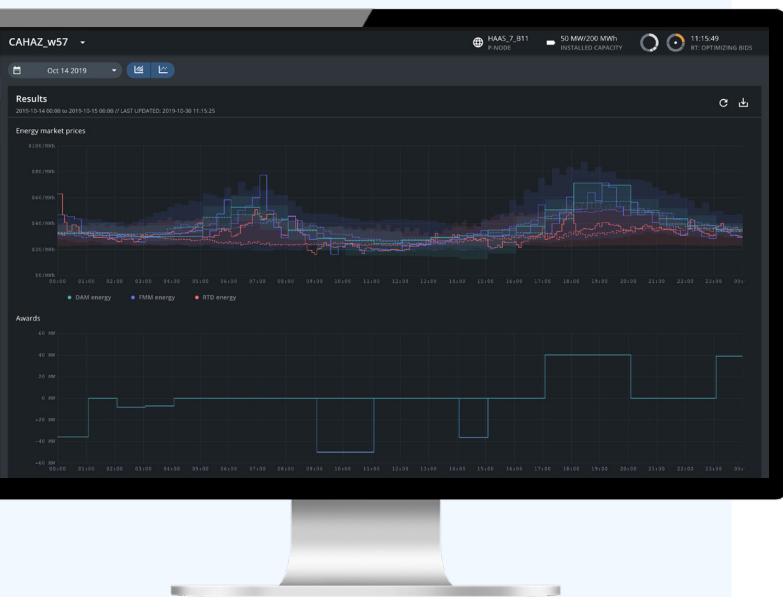 CAHAZ_w57
HAAS_7_B11
P-NODE
50 MW/200 MWh
INSTALLED CAPACITY
11:15:49
RT: OPTIMIZING BIDS
Oct 14 2019
Results
2019-10-14 00:00 to 2019-10-15 00:00 // LAST UPDATED: 2019-10-30 11:15:25
Energy market prices
$100/MWh
$80/MWh
$60/MWh
$40/MWh
$20/MWh
$0/MWh
00:00 01:00 02:00 03:00 04:00 05:00 06:00 07:00 08:00 09:00 10:00 11:00 12:00 13:00 14:00 15:00 16:00 17:00 18:00 19:00 20:00 21:00 22:00 23:00 00:
DAM energy FMM energy RTD energy
Awards
60 MW
40 MW
20 MW
0 MW
-20 MW
-40 MW
-60 MW
00:00 01:00 02:00 03:00 04:00 05:00 06:00 07:00 08:00 09:00 10:00 11:00 12:00 13:00 14:00 15:00 16:00 17:00 18:00 19:00 20:00 21:00 22:00 23:00 00: